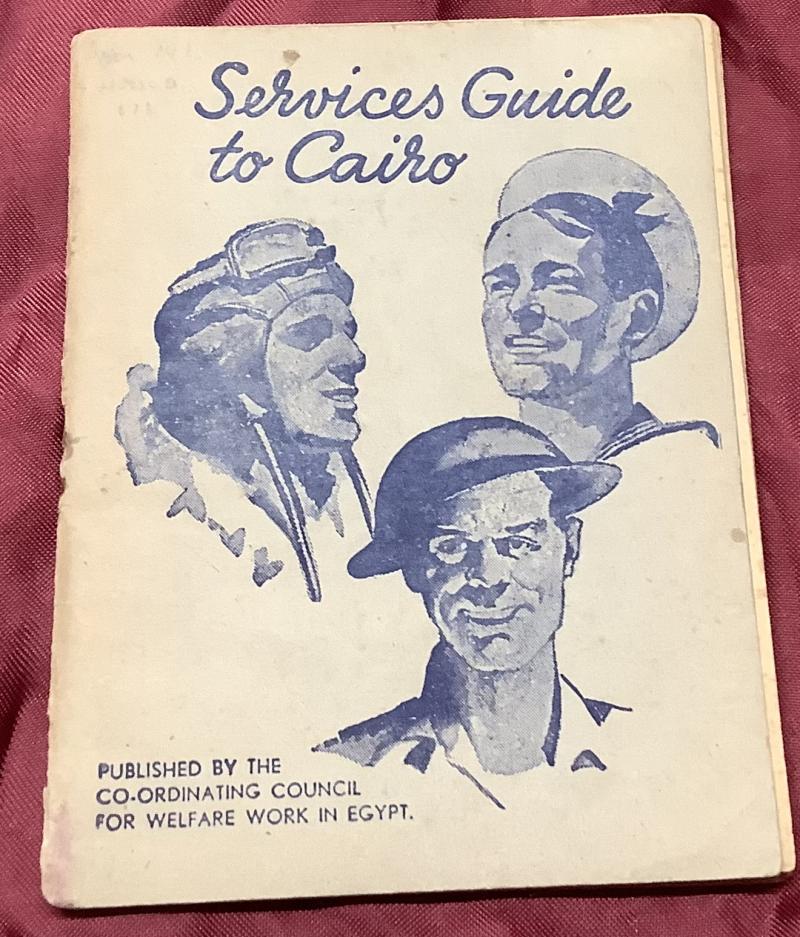 Services Guide
to Cairo
PUBLISHED BY THE
CO-ORDINATING COUNCIL
FOR WELFARE WORK IN EGYPT.